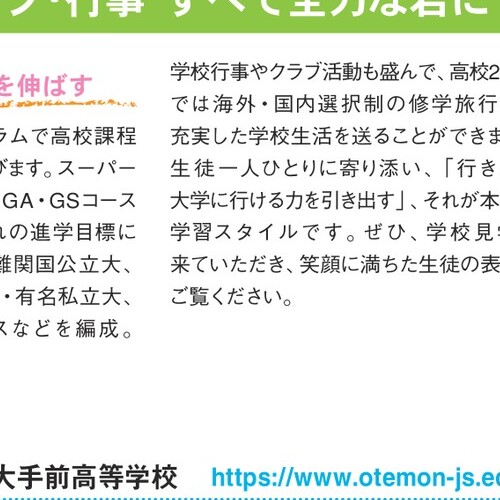 ブ・行事 すべて全力な君に
を伸ばす
ラムで高校課程
びます。スーパー
GA・GSコース
れの進学目標に
難関国公立大、
・有名私立大、
スなどを編成。
学校行事やクラブ活動も盛んで、高校2
では海外・国内選択制の修学旅行
充実した学校生活を送ることができま
生徒一人ひとりに寄り添い、「行き
大学に行ける力を引き出す」、それが本
学習スタイルです。ぜひ、学校見学
来ていただき、笑顔に満ちた生徒の表
ご覧ください。
大手前高等学校 https://www.otemon-js.ed